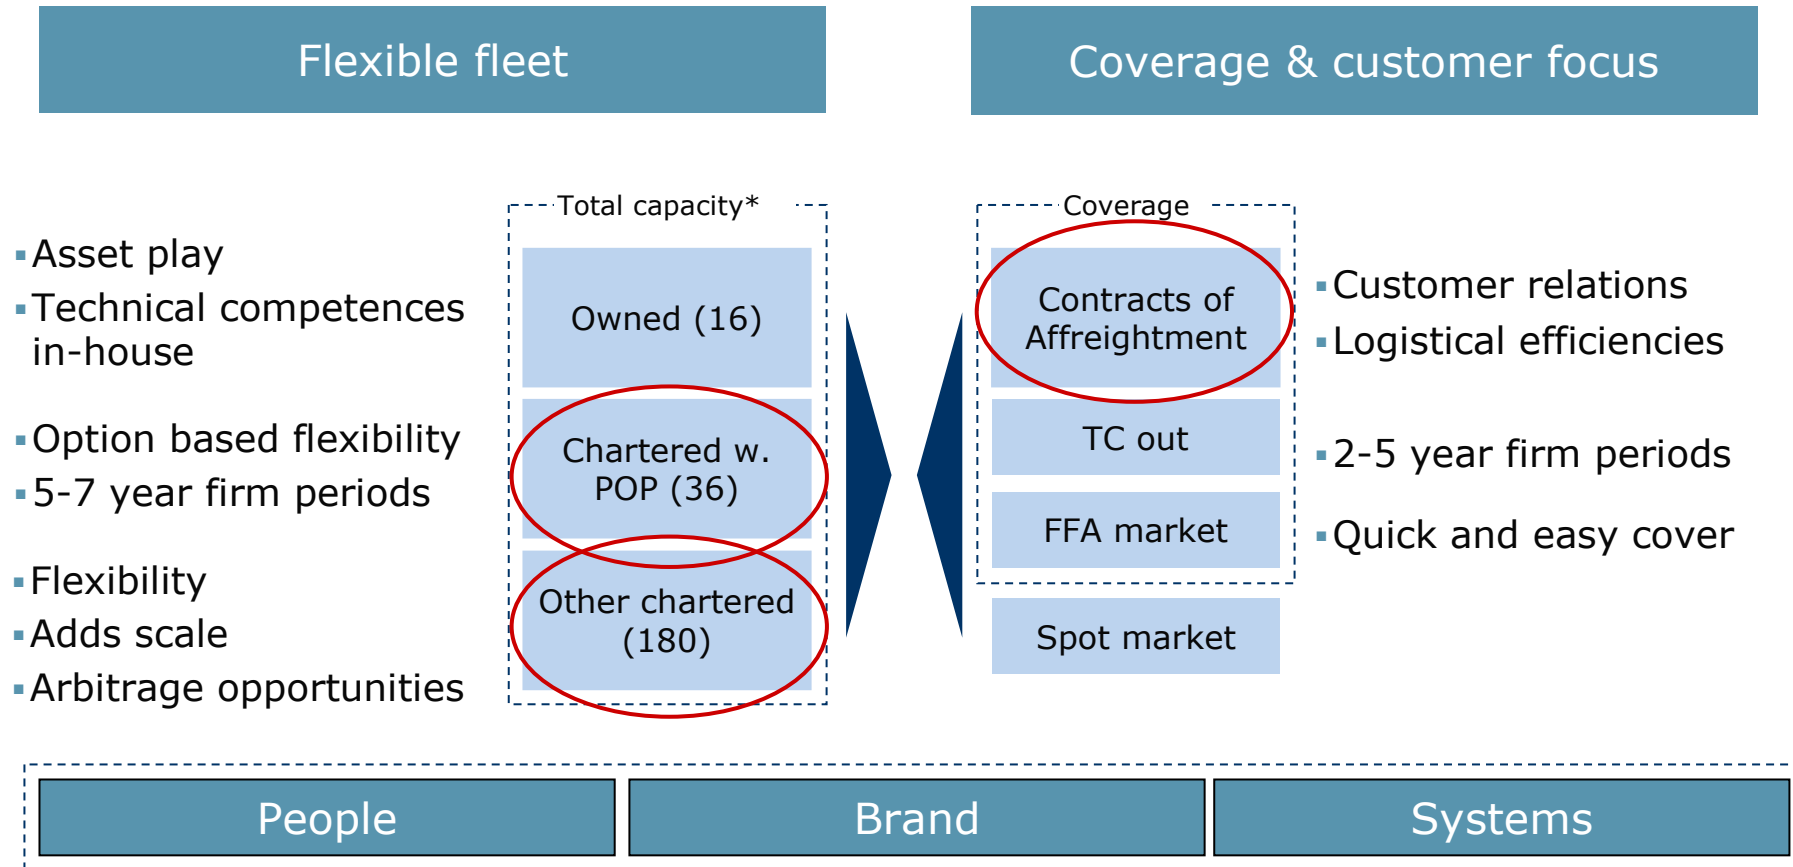 Flexible fleet
Coverage & customer focus
Total capacity*
▪Asset play
▪Technical competences
in-house
▪Option based flexibility
▪5-7 year firm periods
▪Flexibility
▪Adds scale
▪Arbitrage opportunities
Owned (16)
Chartered w.
POP (36)
Other chartered
(180)
Coverage
Contracts of
Affreightment
TC out
FFA market
Spot market
▪Customer relations
▪Logistical efficiencies
▪2-5 year firm periods
▪Quick and easy cover
People
Brand
Systems